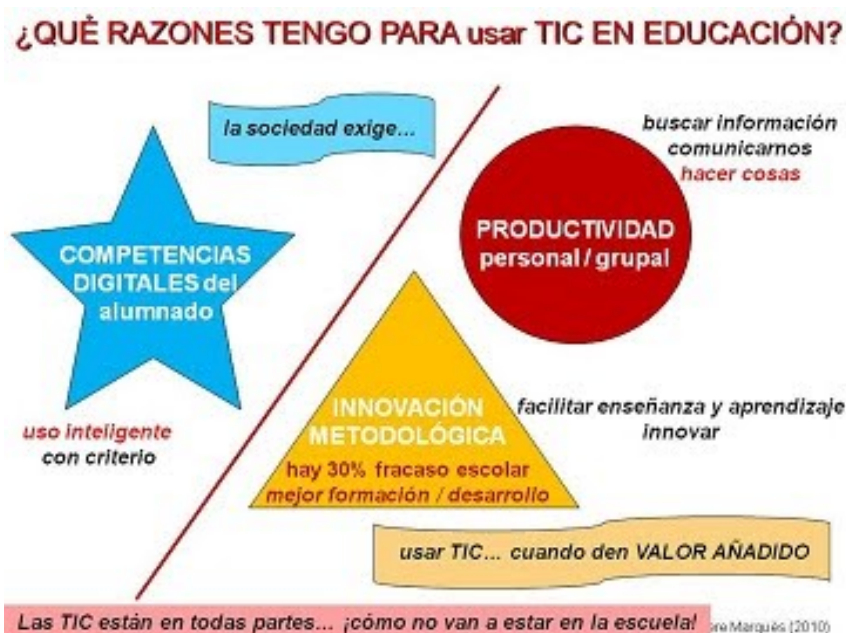 ¿QUÉ RAZONES TENGO PARA usar TIC EN EDUCACIÓN?
la sociedad exige...
COMPETENCIAS
DIGITALES del
alumnado
uso inteligente
con criterio
buscar información
comunicarnos
hacer cosas
PRODUCTIVIDAD
personal / grupal
INNOVACIÓN
METODOLÓGICA
hay 30% fracaso escolar
mejor formación / desarrollo
facilitar enseñanza y aprendizaje
innovar
usar TIC... cuando den VALOR AÑADIDO
Las TIC están en todas partes... ¡cómo no van a estar en la escuela!
Marquès (2010)